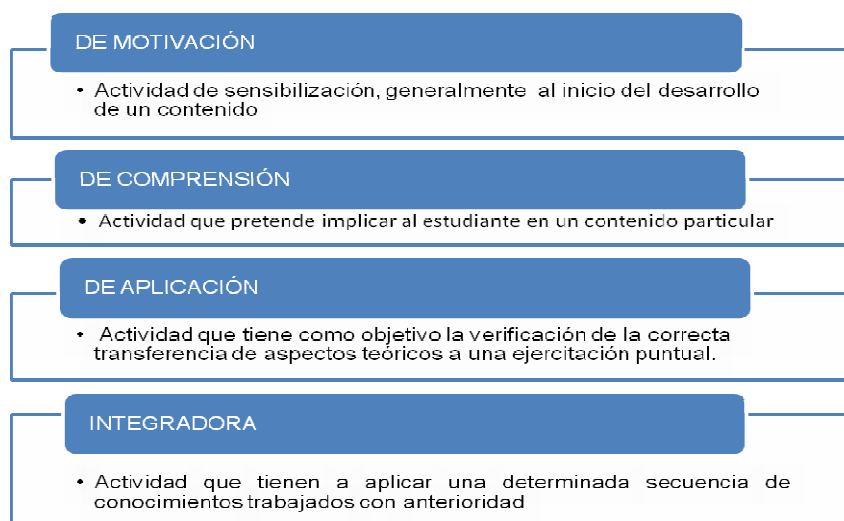 DE MOTIVACIÓN
• Actividad de sensibilización, generalmente al inicio del desarrollo
de un contenido
DE COMPRENSIÓN
• Actividad que pretende implicar al estudiante en un contenido particular
DE APLICACIÓN
• Actividad que tiene como objetivo la verificación de la correcta
transferencia de aspectos teóricos a una ejercitación puntual.
INTEGRADORA
• Actividad que tienen a aplicar una determinada secuencia de
conocimientos trabajados con anterioridad